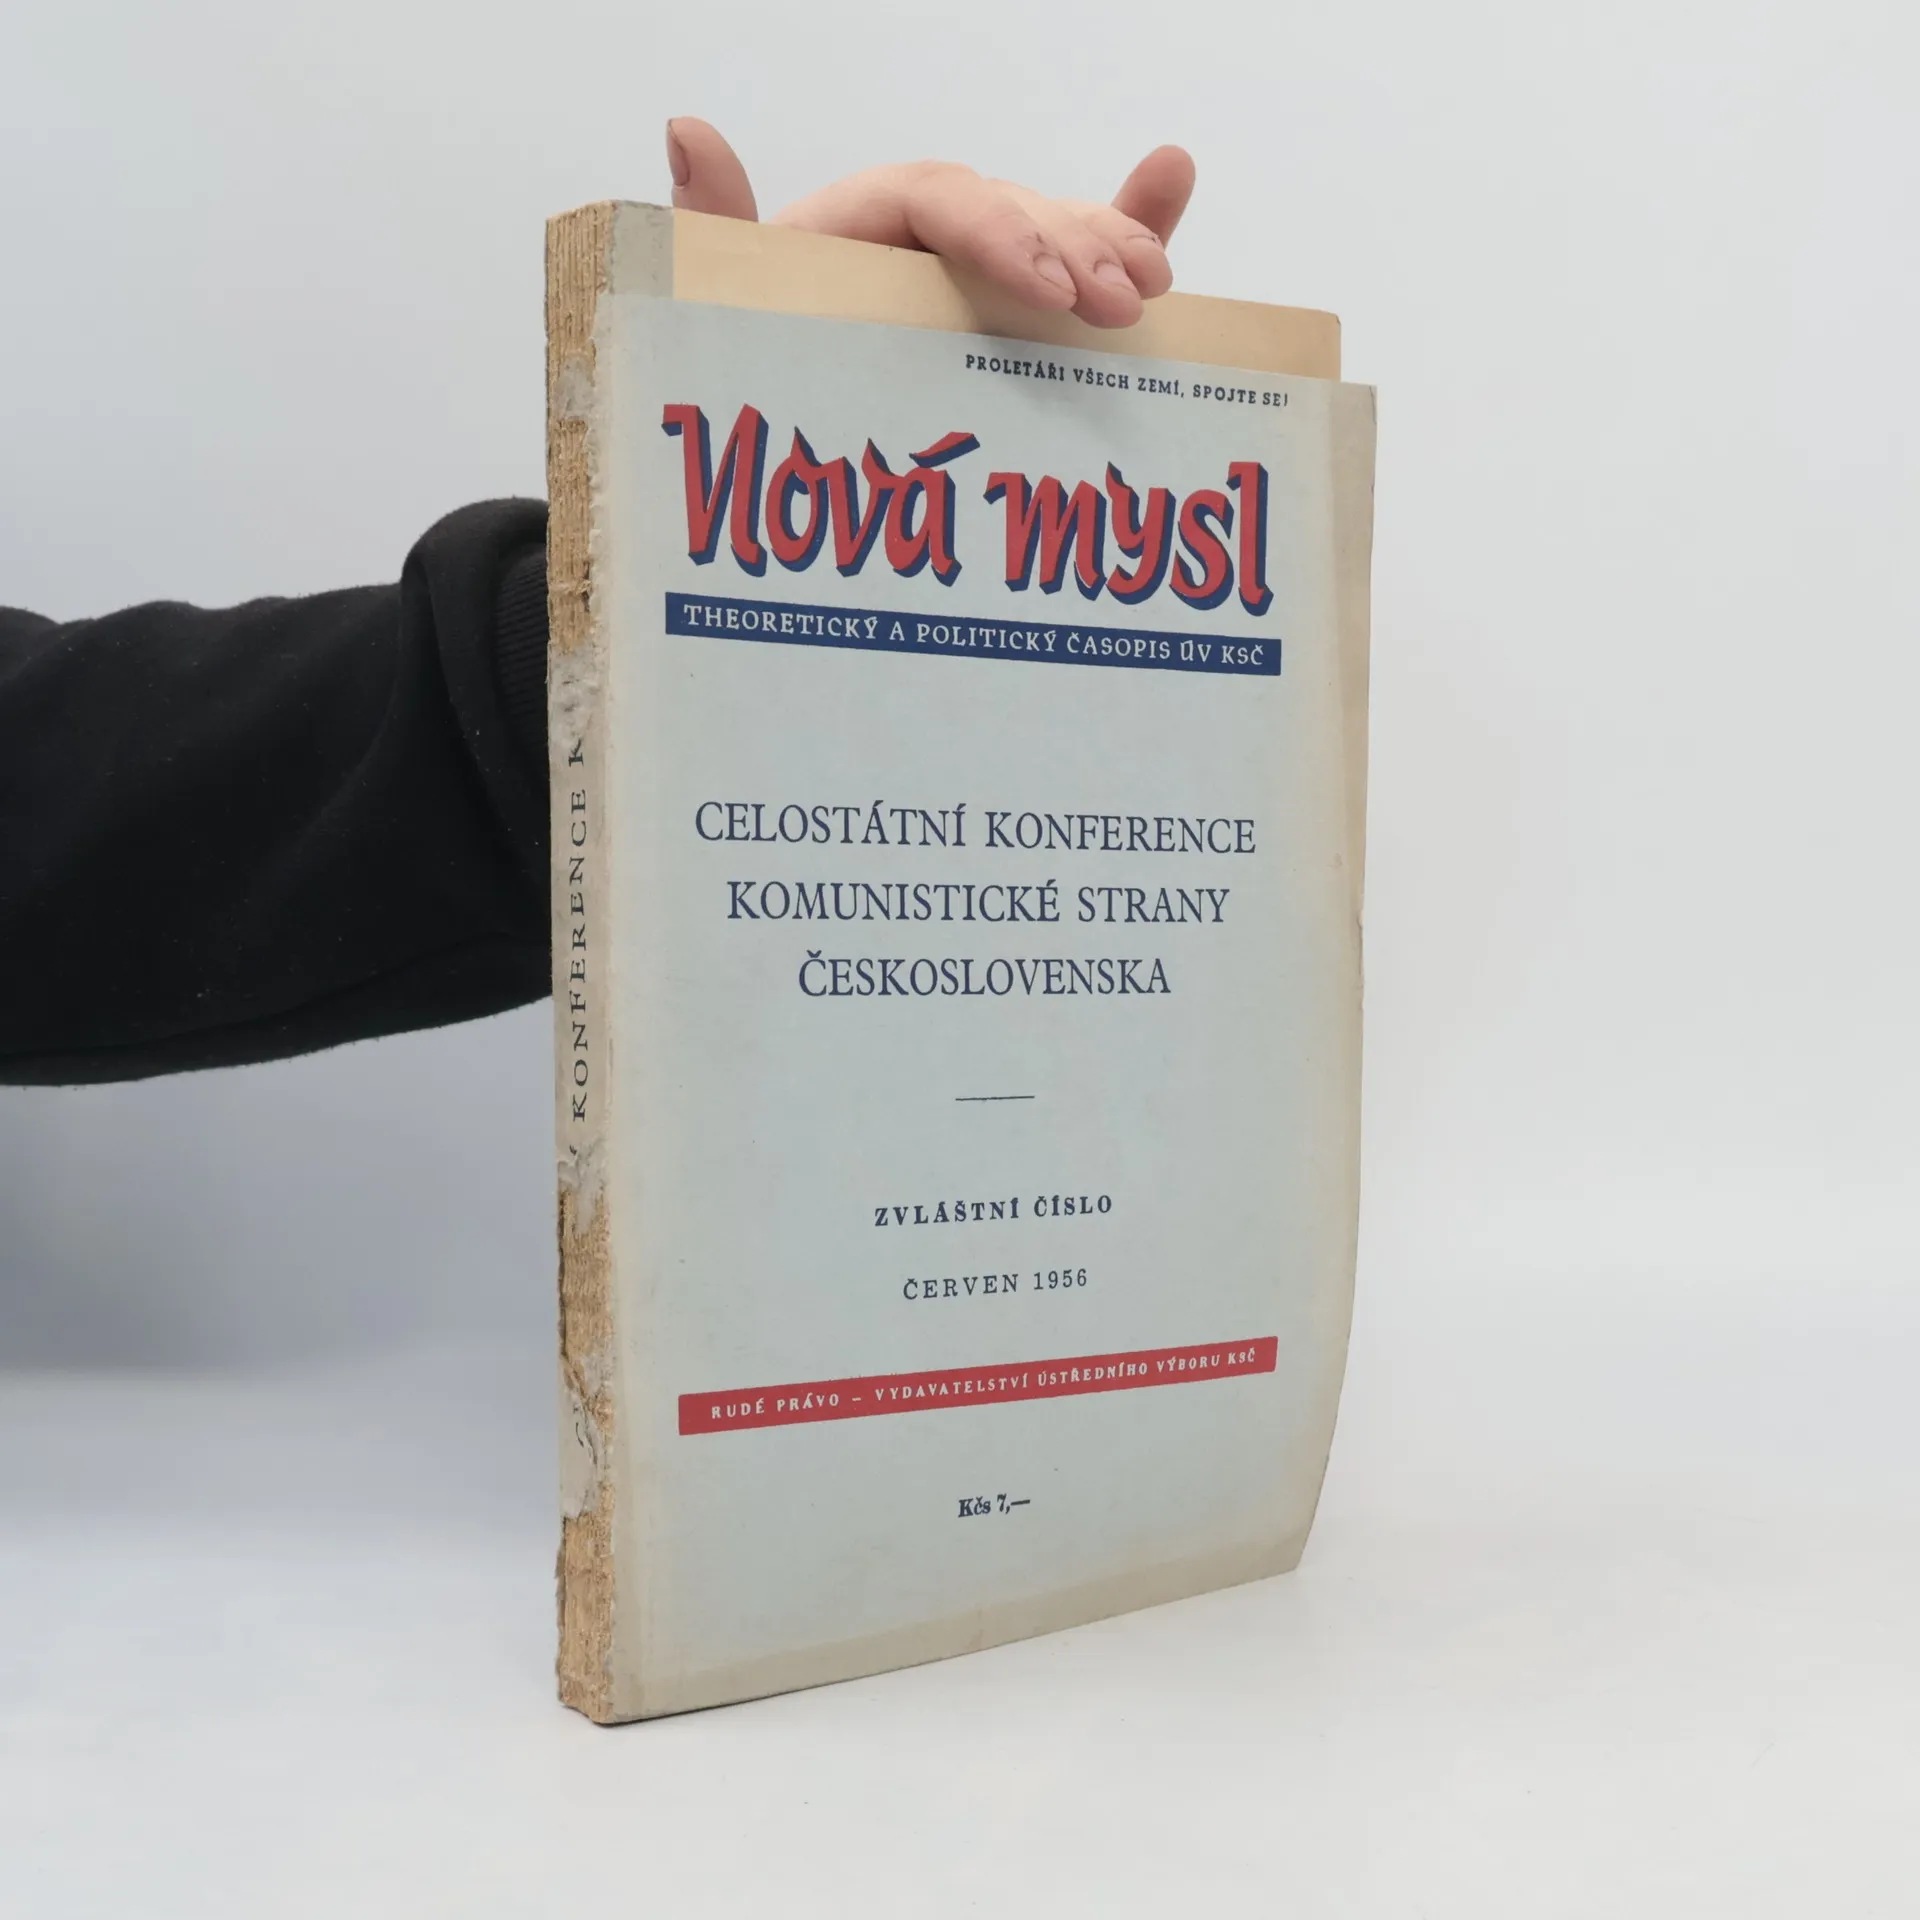 PROLETÁŘI VŠECH ZEMÍ, SPOJTE SE!
Nová mysl
THEORETICKÝ A POLITICKÝ ČASOPIS ÚV KSČ
CELOSTÁTNÍ KONFERENCE
KOMUNISTICKÉ STRANY
ČESKOSLOVENSKA
ZVLÁŠTNÍ ČÍSLO
ČERVEN 1956
RUDÉ PRÁVO – VYDAVATELSTVÍ ÚSTŘEDNÍHO VÝBORU KSČ
Kčs 7,—
KONFERENCE K